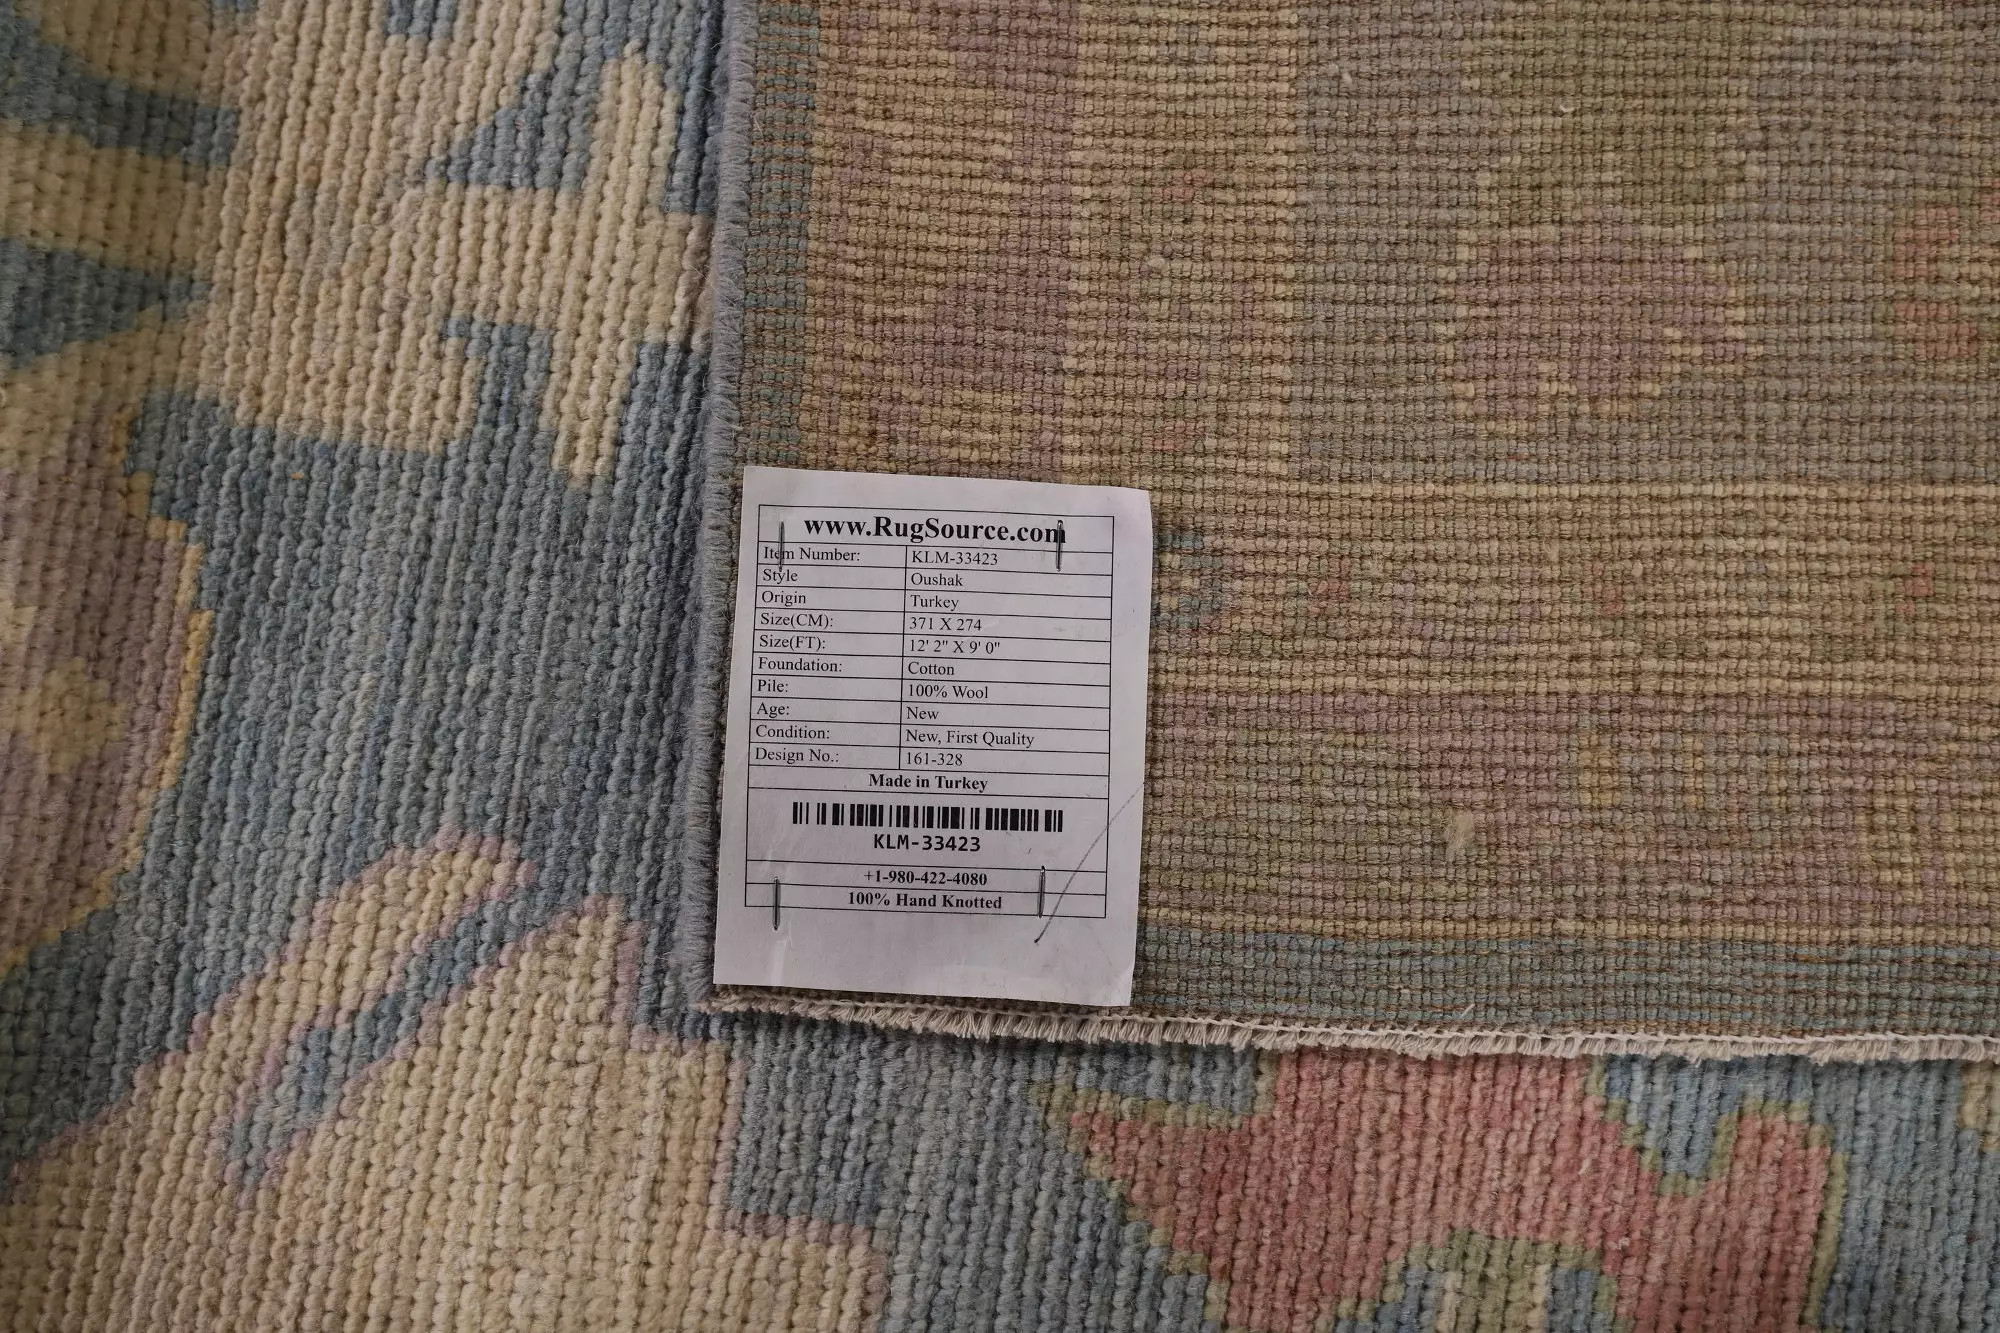 www.RugSource.com
Item Number: KLM-33423
Style Oushak
Origin Turkey
Size(CM): 371 X 274
Size(FT): 12' 2" X 9' 0"
Foundation: Cotton
Pile: 100% Wool
Age: New
Condition: New, First Quality
Design No.: 161-328
Made in Turkey
KLM-33423
+1-980-422-4080
100% Hand Knotted